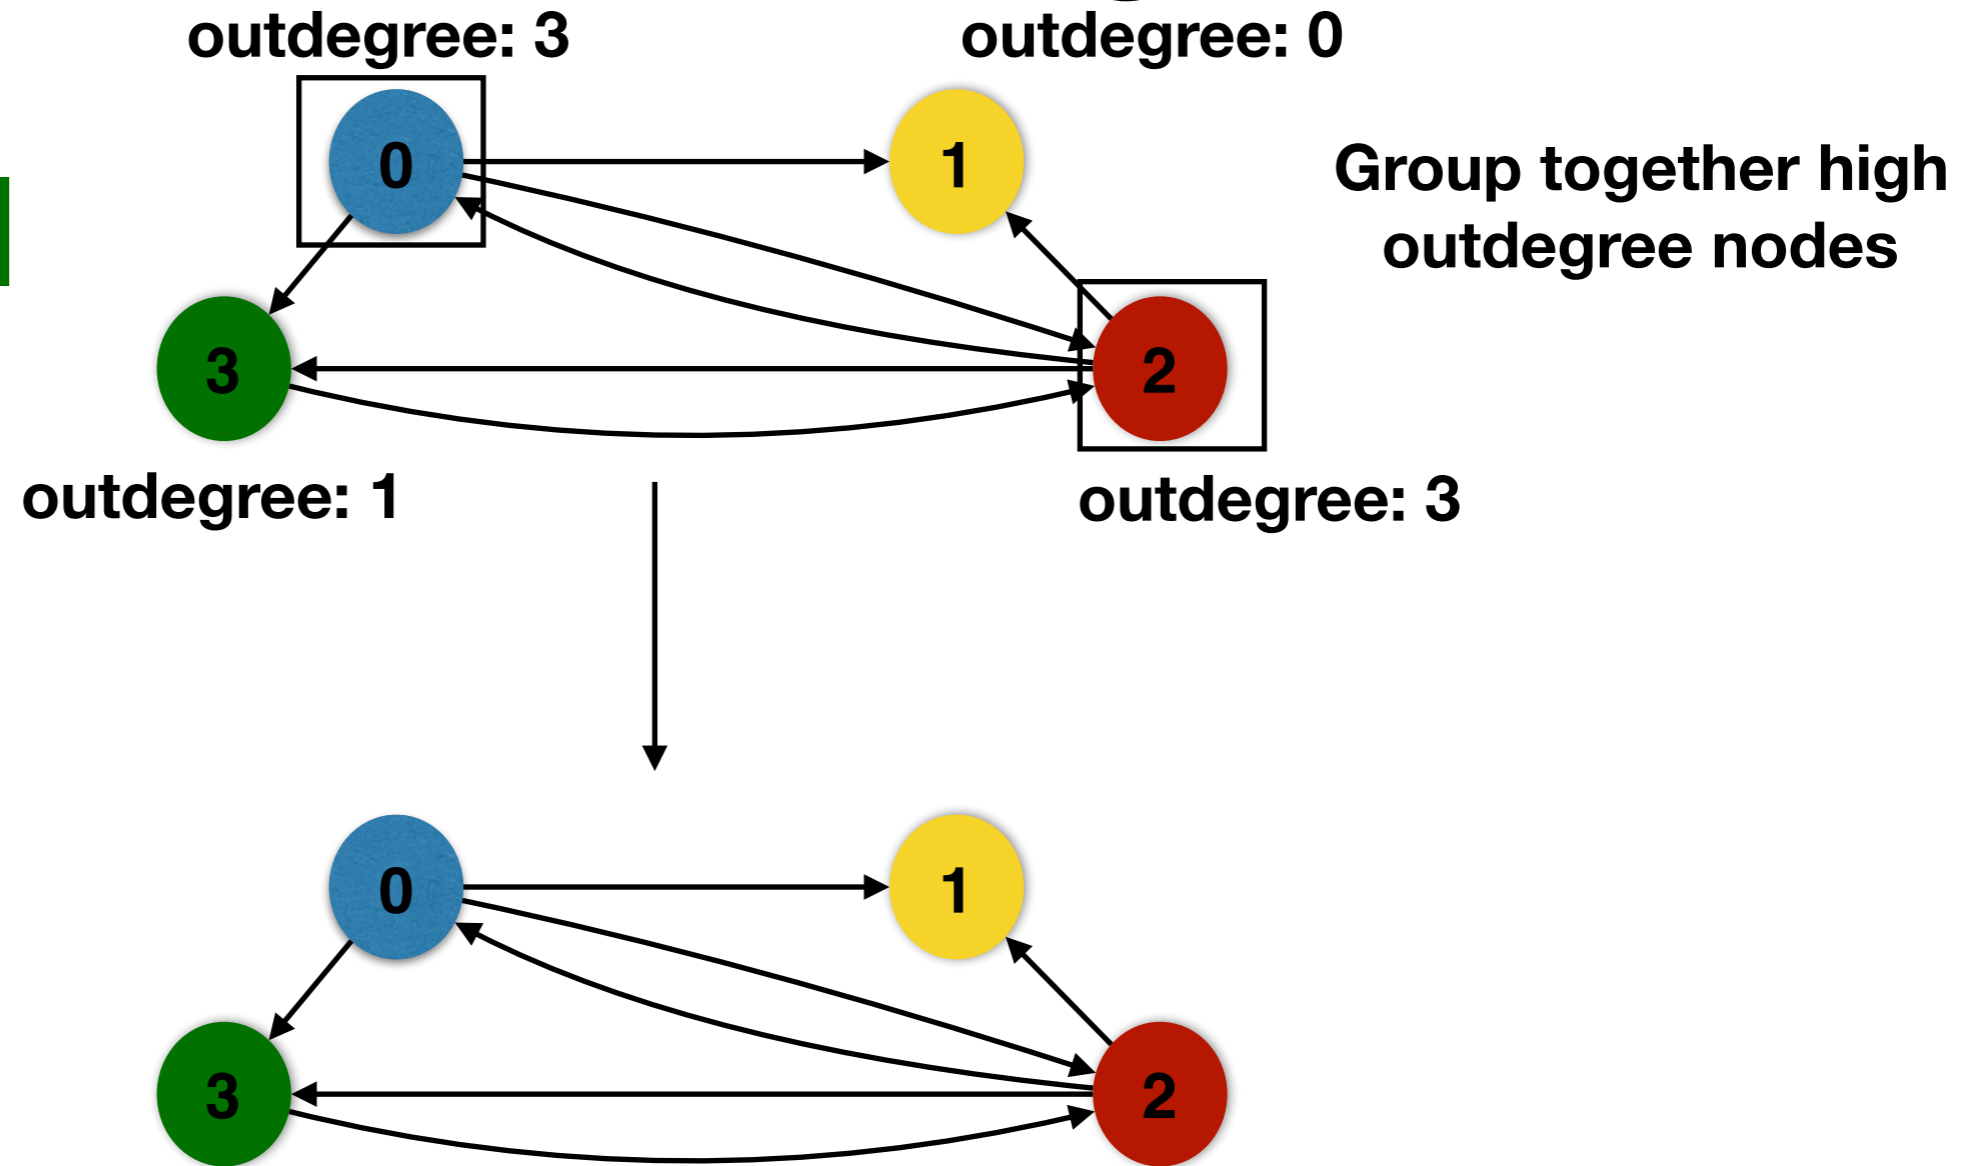 outdegree: 3
outdegree: 0
0
1
Group together high
outdegree nodes
3
2
outdegree: 1
outdegree: 3
0
1
3
2